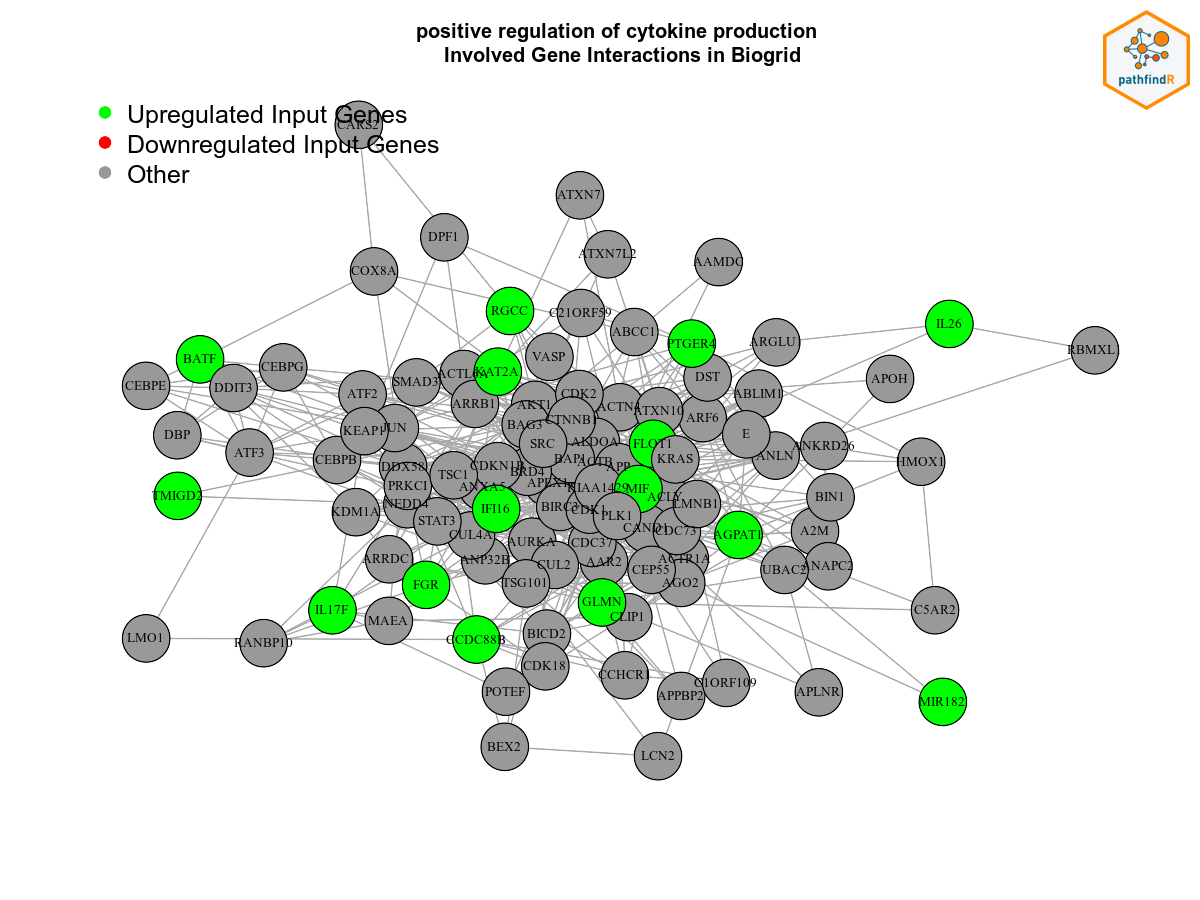 positive regulation of cytokine production
Involved Gene Interactions in Biogrid
pathfindR
Upregulated Input Genes
CARS2
Downregulated Input Genes
Other
ATXN7
DPF1
ATXN7L2
AAMDC
COX8A
RGCC
C21ORF59
IL26
ABCC1
PTGER4
ARGLU
RBMXL1
BATF
VASP
CEBPG
KAT2A
ACTL6A
DST
APOH
CEBPE
DDIT3
SMAD3
ATF2
CDK2
ABLIM1
ARRB1
AKT1
ACTN4
ATXN10
ARF6
CTNNB1
BAG3
JUN
KEAP1
DBP
E
SRC
ALDOA
FLOT1
ANKRD26
ATF3
CEBPB
BAP1
ACTB
APP
KRAS
ANLN
HMOX1
DDX58
CDKN1B
BRD4
TSC1
PRKCI
ANXA5
APEX1
KIAA1429
MIF
TMIGD2
ACLY
BIN1
NEDD4
IFI16
BIRC3
CDK1
LMNB1
KDM1A
STAT3
PLK1
CAND1
CDC73
A2M
CUL4A
AURKA
CDC37
AGPAT1
ARRDC
ANP32B
CUL2
AAR2
ACTR1A
CEP55
UBAC2
ANAPC2
FGR
TSG101
AGO2
IL17F
GLMN
C5AR2
MAEA
CLIP1
LMO1
RANBP10
CCDC88B
BICD2
CDK18
CCHCR1
C1ORF109
POTEF
APPBP2
APLNR
MIR182
BEX2
LCN2